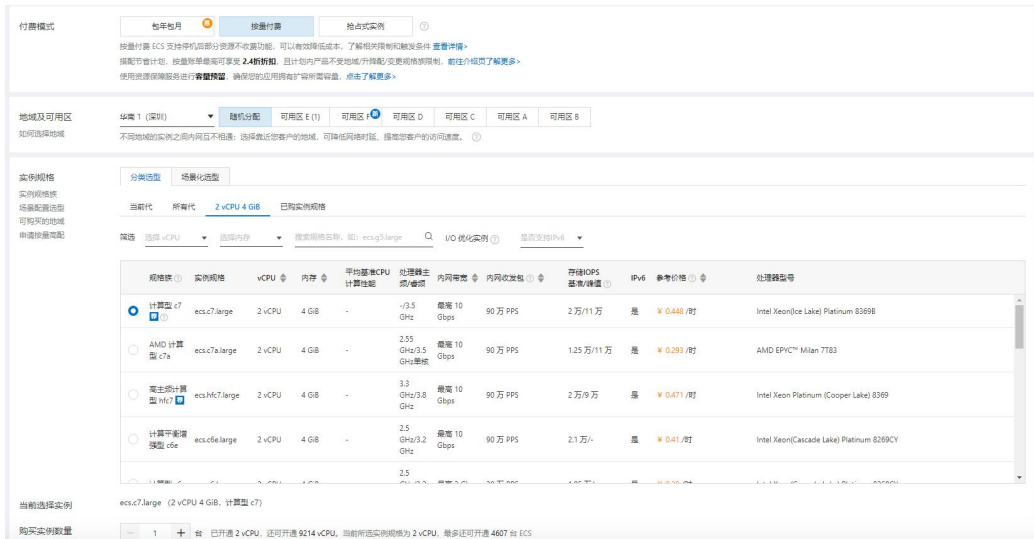 付费模式
包年包月
惠
按量付费
抢占式实例
按量付费 ECS 支持停机后部分资源不收费功能，可以有效降低成本，了解相关限制和触发条件 查看详情>
搭配节省计划，按量账单最高可享受 2.4折折扣，且计划内产品不受地域/升降配/变更规格族限制，前往介绍页了解更多>
使用资源保障服务进行容量预留，确保您的应用拥有扩容所需容量，点击了解更多>
地域及可用区
如何选择地域
华南 1（深圳）
随机分配
可用区 E (1)
可用区 F
新
可用区 D
可用区 C
可用区 A
可用区 B
不同地域的实例之间内网互不相通；选择靠近您客户的地域，可降低网络时延、提高您客户的访问速度。
实例规格
实例规格族
场景配置选型
可购买的地域
申请按量高配
分类选型
场景化选型
当前代
所有代
2 vCPU 4 GiB
已购实例规格
筛选
选择 vCPU
选择内存
搜索规格名称，如：ecs.g5.large
I/O 优化实例
是否支持IPv6
规格族 实例规格 vCPU 内存 平均基准CPU计算性能 处理器主频/睿频 内网带宽 内网收发包 存储IOPS基准/峰值 IPv6 参考价格 处理器型号
计算型 c7 荐 ecs.c7.large 2 vCPU 4 GiB - -/3.5 GHz 最高 10 Gbps 90 万 PPS 2 万/11 万 是 ¥ 0.448 /时 Intel Xeon(Ice Lake) Platinum 8369B
AMD 计算型 c7a ecs.c7a.large 2 vCPU 4 GiB - 2.55 GHz/3.5 GHz单核 最高 10 Gbps 90 万 PPS 1.25 万/11 万 是 ¥ 0.293 /时 AMD EPYC™ Milan 7T83
高主频计算型 hfc7 荐 ecs.hfc7.large 2 vCPU 4 GiB - 3.3 GHz/3.8 GHz 最高 10 Gbps 90 万 PPS 2 万/9 万 是 ¥ 0.471 /时 Intel Xeon Platinum (Cooper Lake) 8369
计算平衡增强型 c6e ecs.c6e.large 2 vCPU 4 GiB - 2.5 GHz/3.2 GHz 最高 10 Gbps 90 万 PPS 2.1 万/- 是 ¥ 0.41 /时 Intel Xeon(Cascade Lake) Platinum 8269CY
2.5
当前选择实例
ecs.c7.large （2 vCPU 4 GiB，计算型 c7）
购买实例数量
1
台
已开通 2 vCPU，还可开通 9214 vCPU。当前所选实例规格为 2 vCPU，最多还可开通 4607 台 ECS